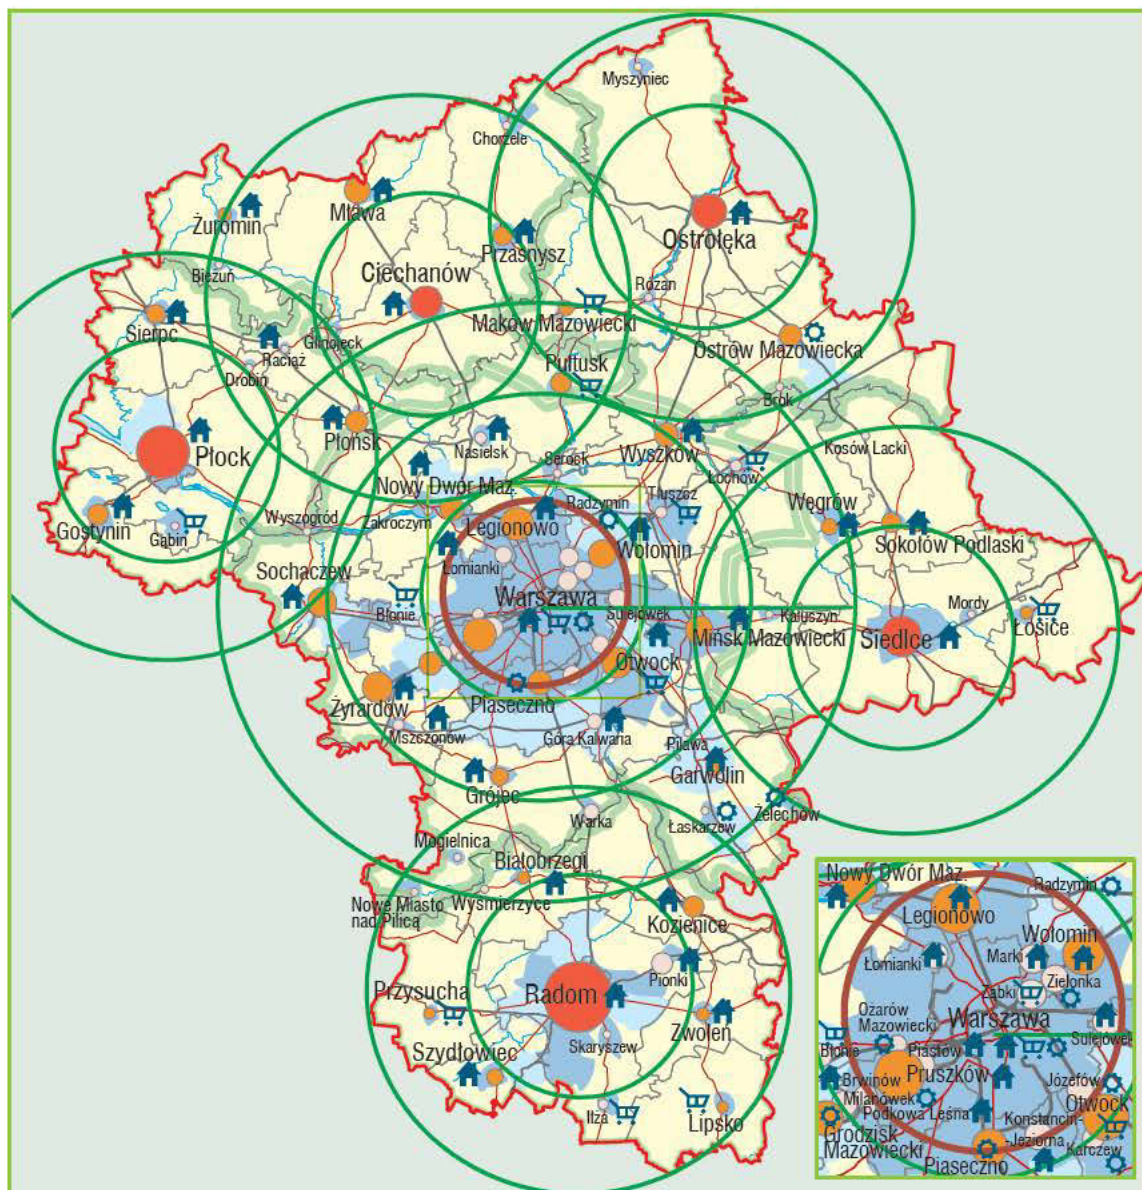 Myszyniec
Chorzele
Żuromin
Mława
Przasnysz
Ostrołęka
Bieżuń
Ciechanów
Różan
Sierpc
Glinojeck
Maków Mazowiecki
Raciąż
Drobin
Ostrów Mazowiecka
Pułtusk
Brok
Płock
Płońsk
Nasielsk
Serock
Wyszków
Kosów Lacki
Łochów
Nowy Dwór Maz.
Radzymin
Tłuszcz
Węgrów
Gostynin
Gąbin
Wyszogród
Zakroczym
Legionowo
Wołomin
Sokołów Podlaski
Łomianki
Sochaczew
Warszawa
Błonie
Sulejówek
Mińsk Mazowiecki
Kałuszyn
Siedlce
Mordy
Łosice
Otwock
Żyrardów
Piaseczno
Mszczonów
Góra Kalwaria
Pilawa
Garwolin
Grójec
Warka
Łaskarzew
Żelechów
Mogielnica
Białobrzegi
Nowe Miasto
nad Pilicą
Wyśmierzyce
Kozienice
Przysucha
Radom
Pionki
Skaryszew
Zwoleń
Szydłowiec
Iłża
Lipsko
Nowy Dwór Maz.
Radzymin
Legionowo
Wołomin
Łomianki
Marki
Zielonka
Ząbki
Ożarów
Mazowiecki
Warszawa
Sulejówek
Błonie
Piastów
Brwinów
Pruszków
Józefów
Milanówek
Otwock
Podkowa Leśna
Konstancin-
-Jeziorna
Karczew
Grodzisk
Mazowiecki
Piaseczno